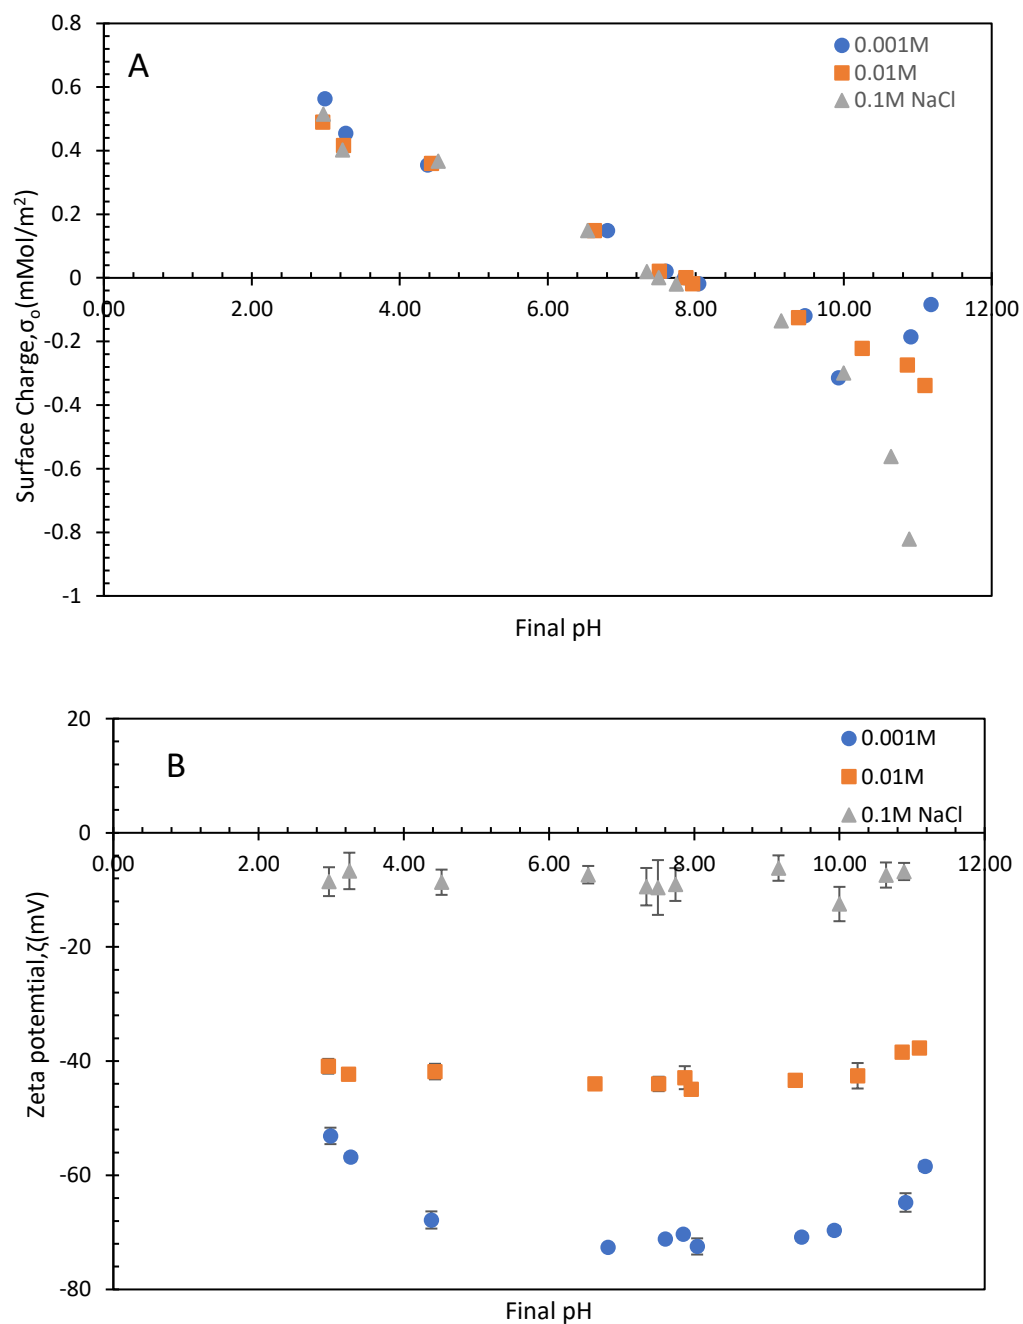 0.8
A
0.001M
0.01M
0.1M NaCl
0.6
0.4
0.2
0
0.00
2.00
4.00
6.00
8.00
10.00
12.00
-0.2
-0.4
-0.6
-0.8
-1
Surface Charge,σo(mMol/m²)
Final pH
20
B
0.001M
0.01M
0.1M NaCl
0
0.00
2.00
4.00
6.00
8.00
10.00
12.00
-20
-40
-60
-80
Zeta potemtial,ζ(mV)
Final pH